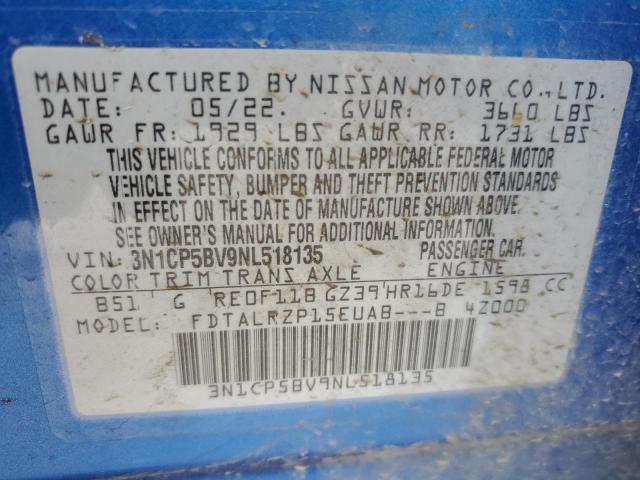 MANUFACTURED BY NISSAN MOTOR CO.,LTD.
DATE: 05/22. GVWR: 3660 LBS
GAWR FR: 1929 LBS GAWR RR: 1731 LBS
THIS VEHICLE CONFORMS TO ALL APPLICABLE FEDERAL MOTOR
VEHICLE SAFETY, BUMPER AND THEFT PREVENTION STANDARDS
IN EFFECT ON THE DATE OF MANUFACTURE SHOWN ABOVE.
SEE OWNER'S MANUAL FOR ADDITIONAL INFORMATION.
VIN: 3N1CP5BV9NL518135 PASSENGER CAR.
COLOR TRIM TRANS AXLE ENGINE
B51 G RE0F11B GZ39 HR16DE 1598 CC
MODEL: FDTALRZP15EUAB---B 4Z000
3N1CP5BV9NL518135